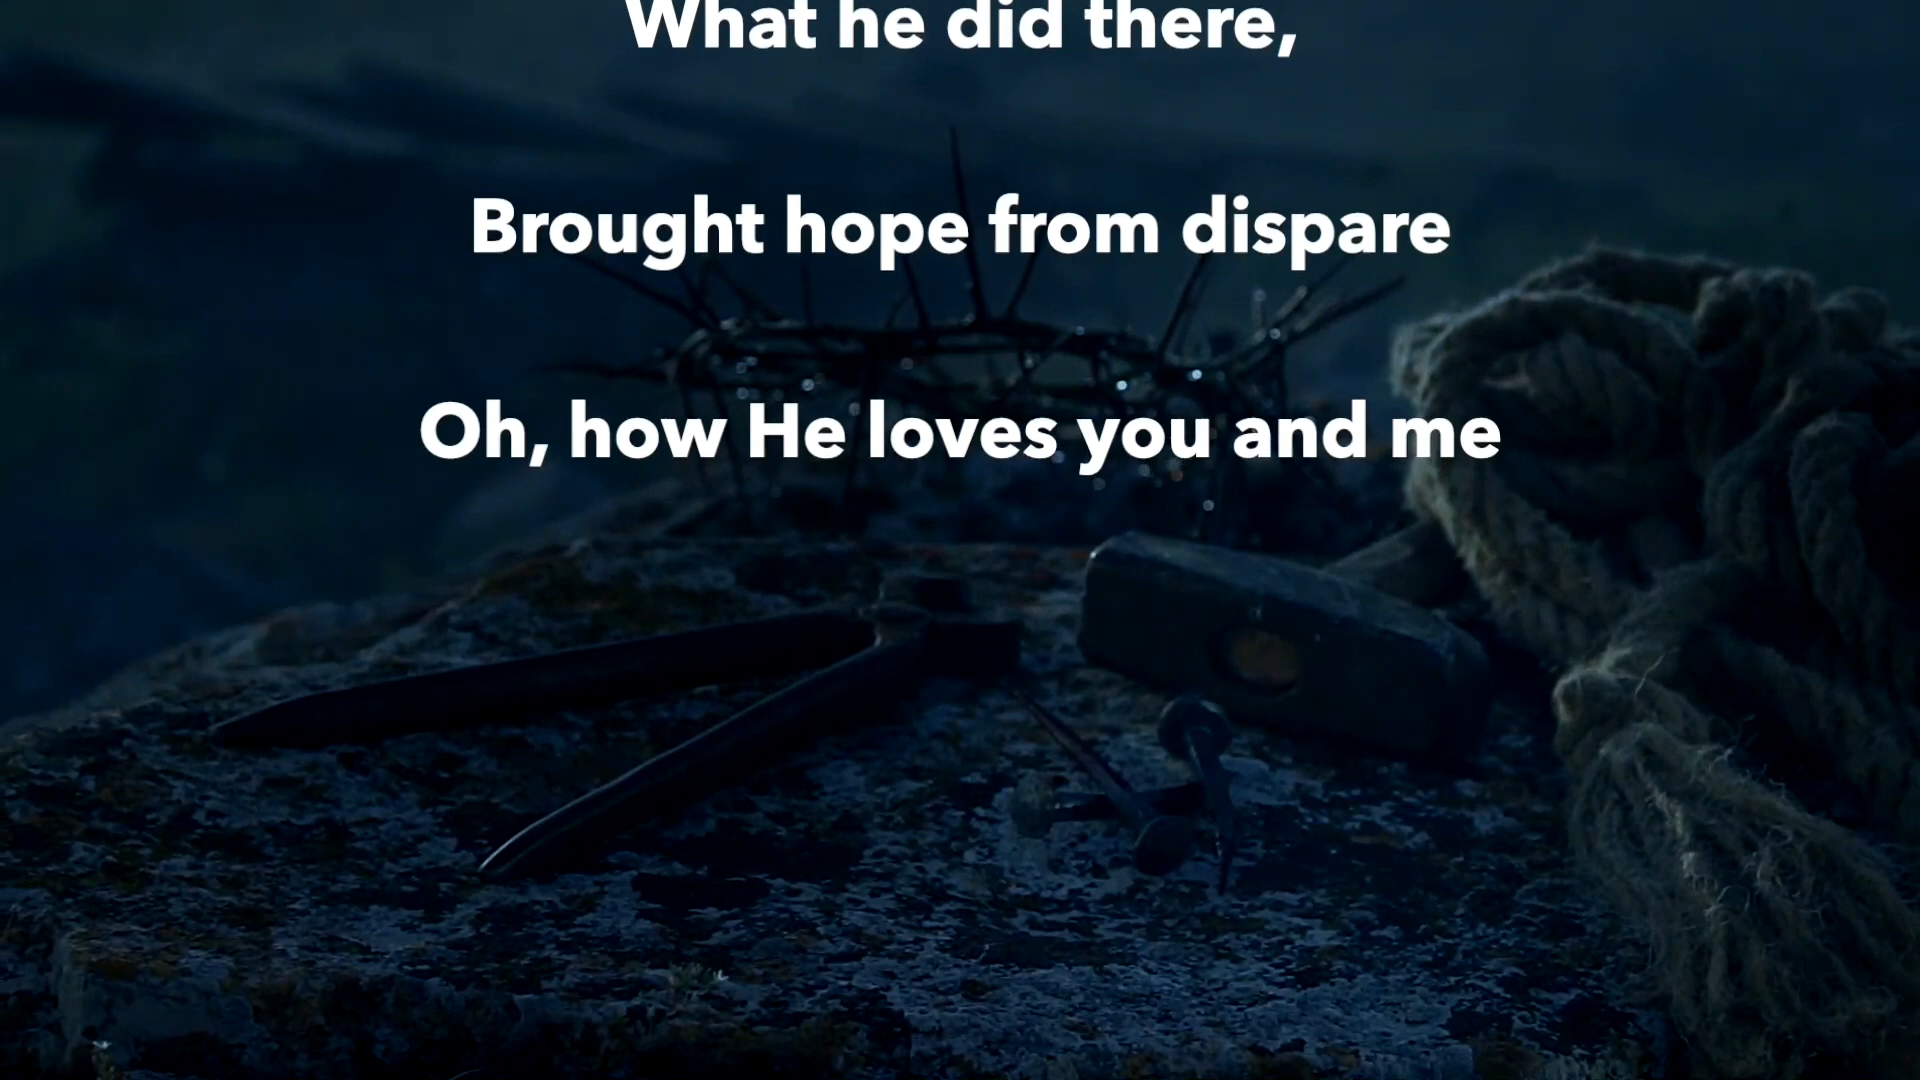 What he did there,
Brought hope from dispare
Oh, how He loves you and me